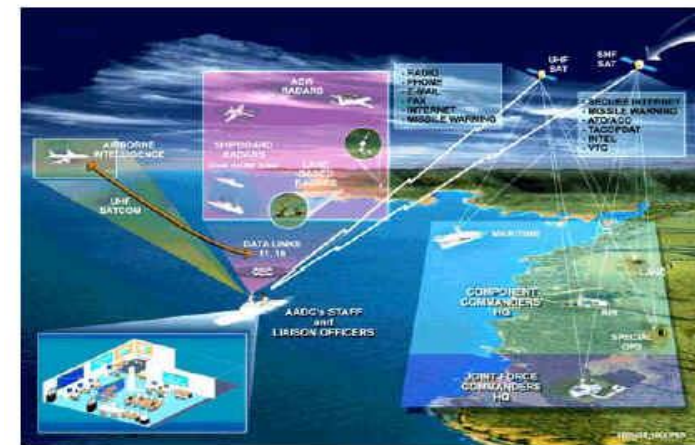 UHF
SAT
SHF
SAT
- RADIO
- PHONE
- E-MAIL
- FAX
- INTERNET
- MISSILE WARNING
- SECURE INTERNET
- MISSILE WARNING
- ATO/ACO
- TACOPDAT
- INTEL
- VTC
AEW
RADARS
SHIPBOARD
RADARS
LAND
BASED
RADARS
AIRBORNE
INTELLIGENCE
UHF
SATCOM
DATA LINKS
11, 16
CEC
AADC's STAFF
and
LIAISON OFFICERS
MARITIME
LAND
COMPONENT
COMMANDERS'
HQ
AIR
SPECIAL
OPS
JOINT FORCE
COMMANDERS
HQ